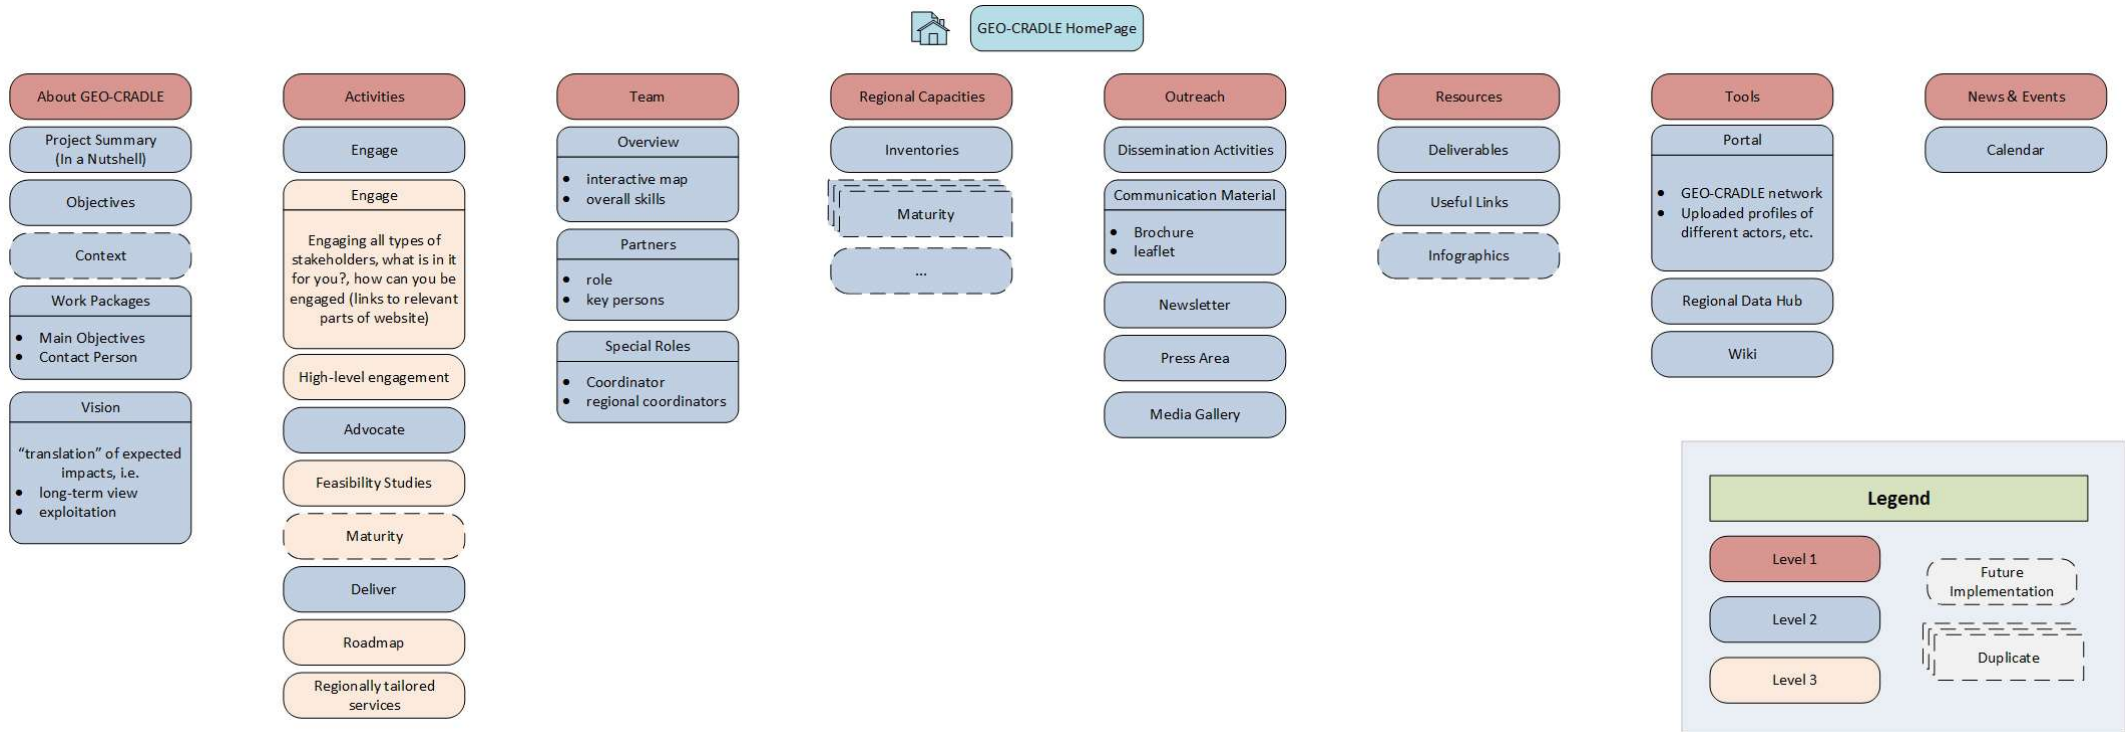 GEO-CRADLE HomePage
About GEO-CRADLE
Project Summary
(In a Nutshell)
Objectives
Context
Work Packages
• Main Objectives
• Contact Person
Vision
“translation” of expected
impacts, i.e.
• long-term view
• exploitation
Activities
Engage
Engage
Engaging all types of
stakeholders, what is in it
for you?, how can you be
engaged (links to relevant
parts of website)
High-level engagement
Advocate
Feasibility Studies
Maturity
Deliver
Roadmap
Regionally tailored
services
Team
Overview
• interactive map
• overall skills
Partners
• role
• key persons
Special Roles
• Coordinator
• regional coordinators
Regional Capacities
Inventories
Maturity
...
Outreach
Dissemination Activities
Communication Material
• Brochure
• leaflet
Newsletter
Press Area
Media Gallery
Resources
Deliverables
Useful Links
Infographics
Tools
Portal
• GEO-CRADLE network
• Uploaded profiles of
different actors, etc.
Regional Data Hub
Wiki
News & Events
Calendar
Legend
Level 1
Level 2
Level 3
Future
Implementation
Duplicate